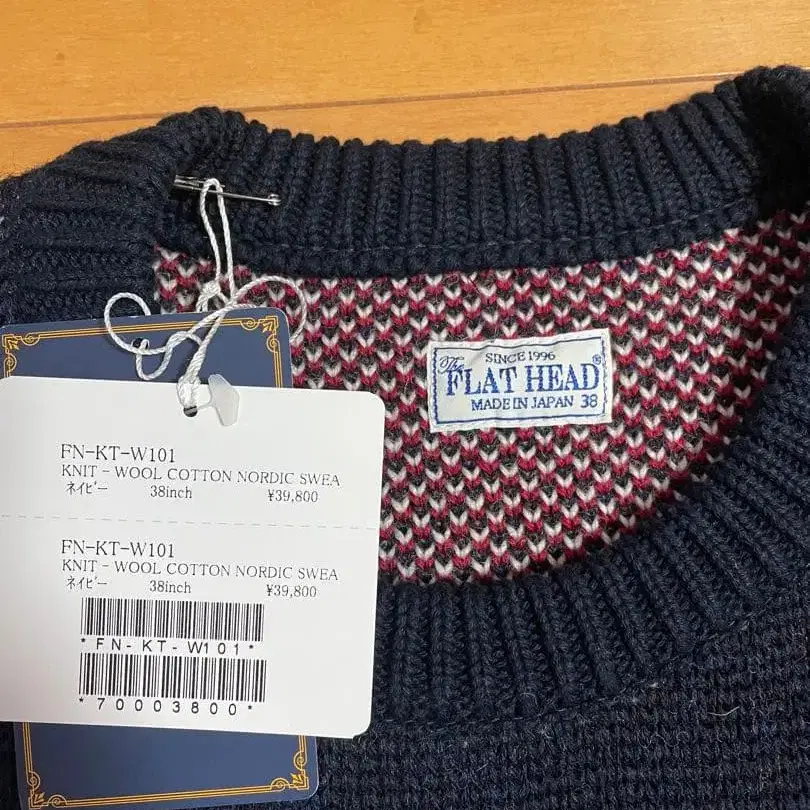 SINCE 1996
The
FLAT HEAD®
MADE IN JAPAN 38
FN-KT-W101
KNIT - WOOL COTTON NORDIC SWEA
ネイビー 38inch ¥39,800
FN-KT-W101
KNIT - WOOL COTTON NORDIC SWEA
ネイビー 38inch ¥39,800
*FN-KT-W101*
*70003800*